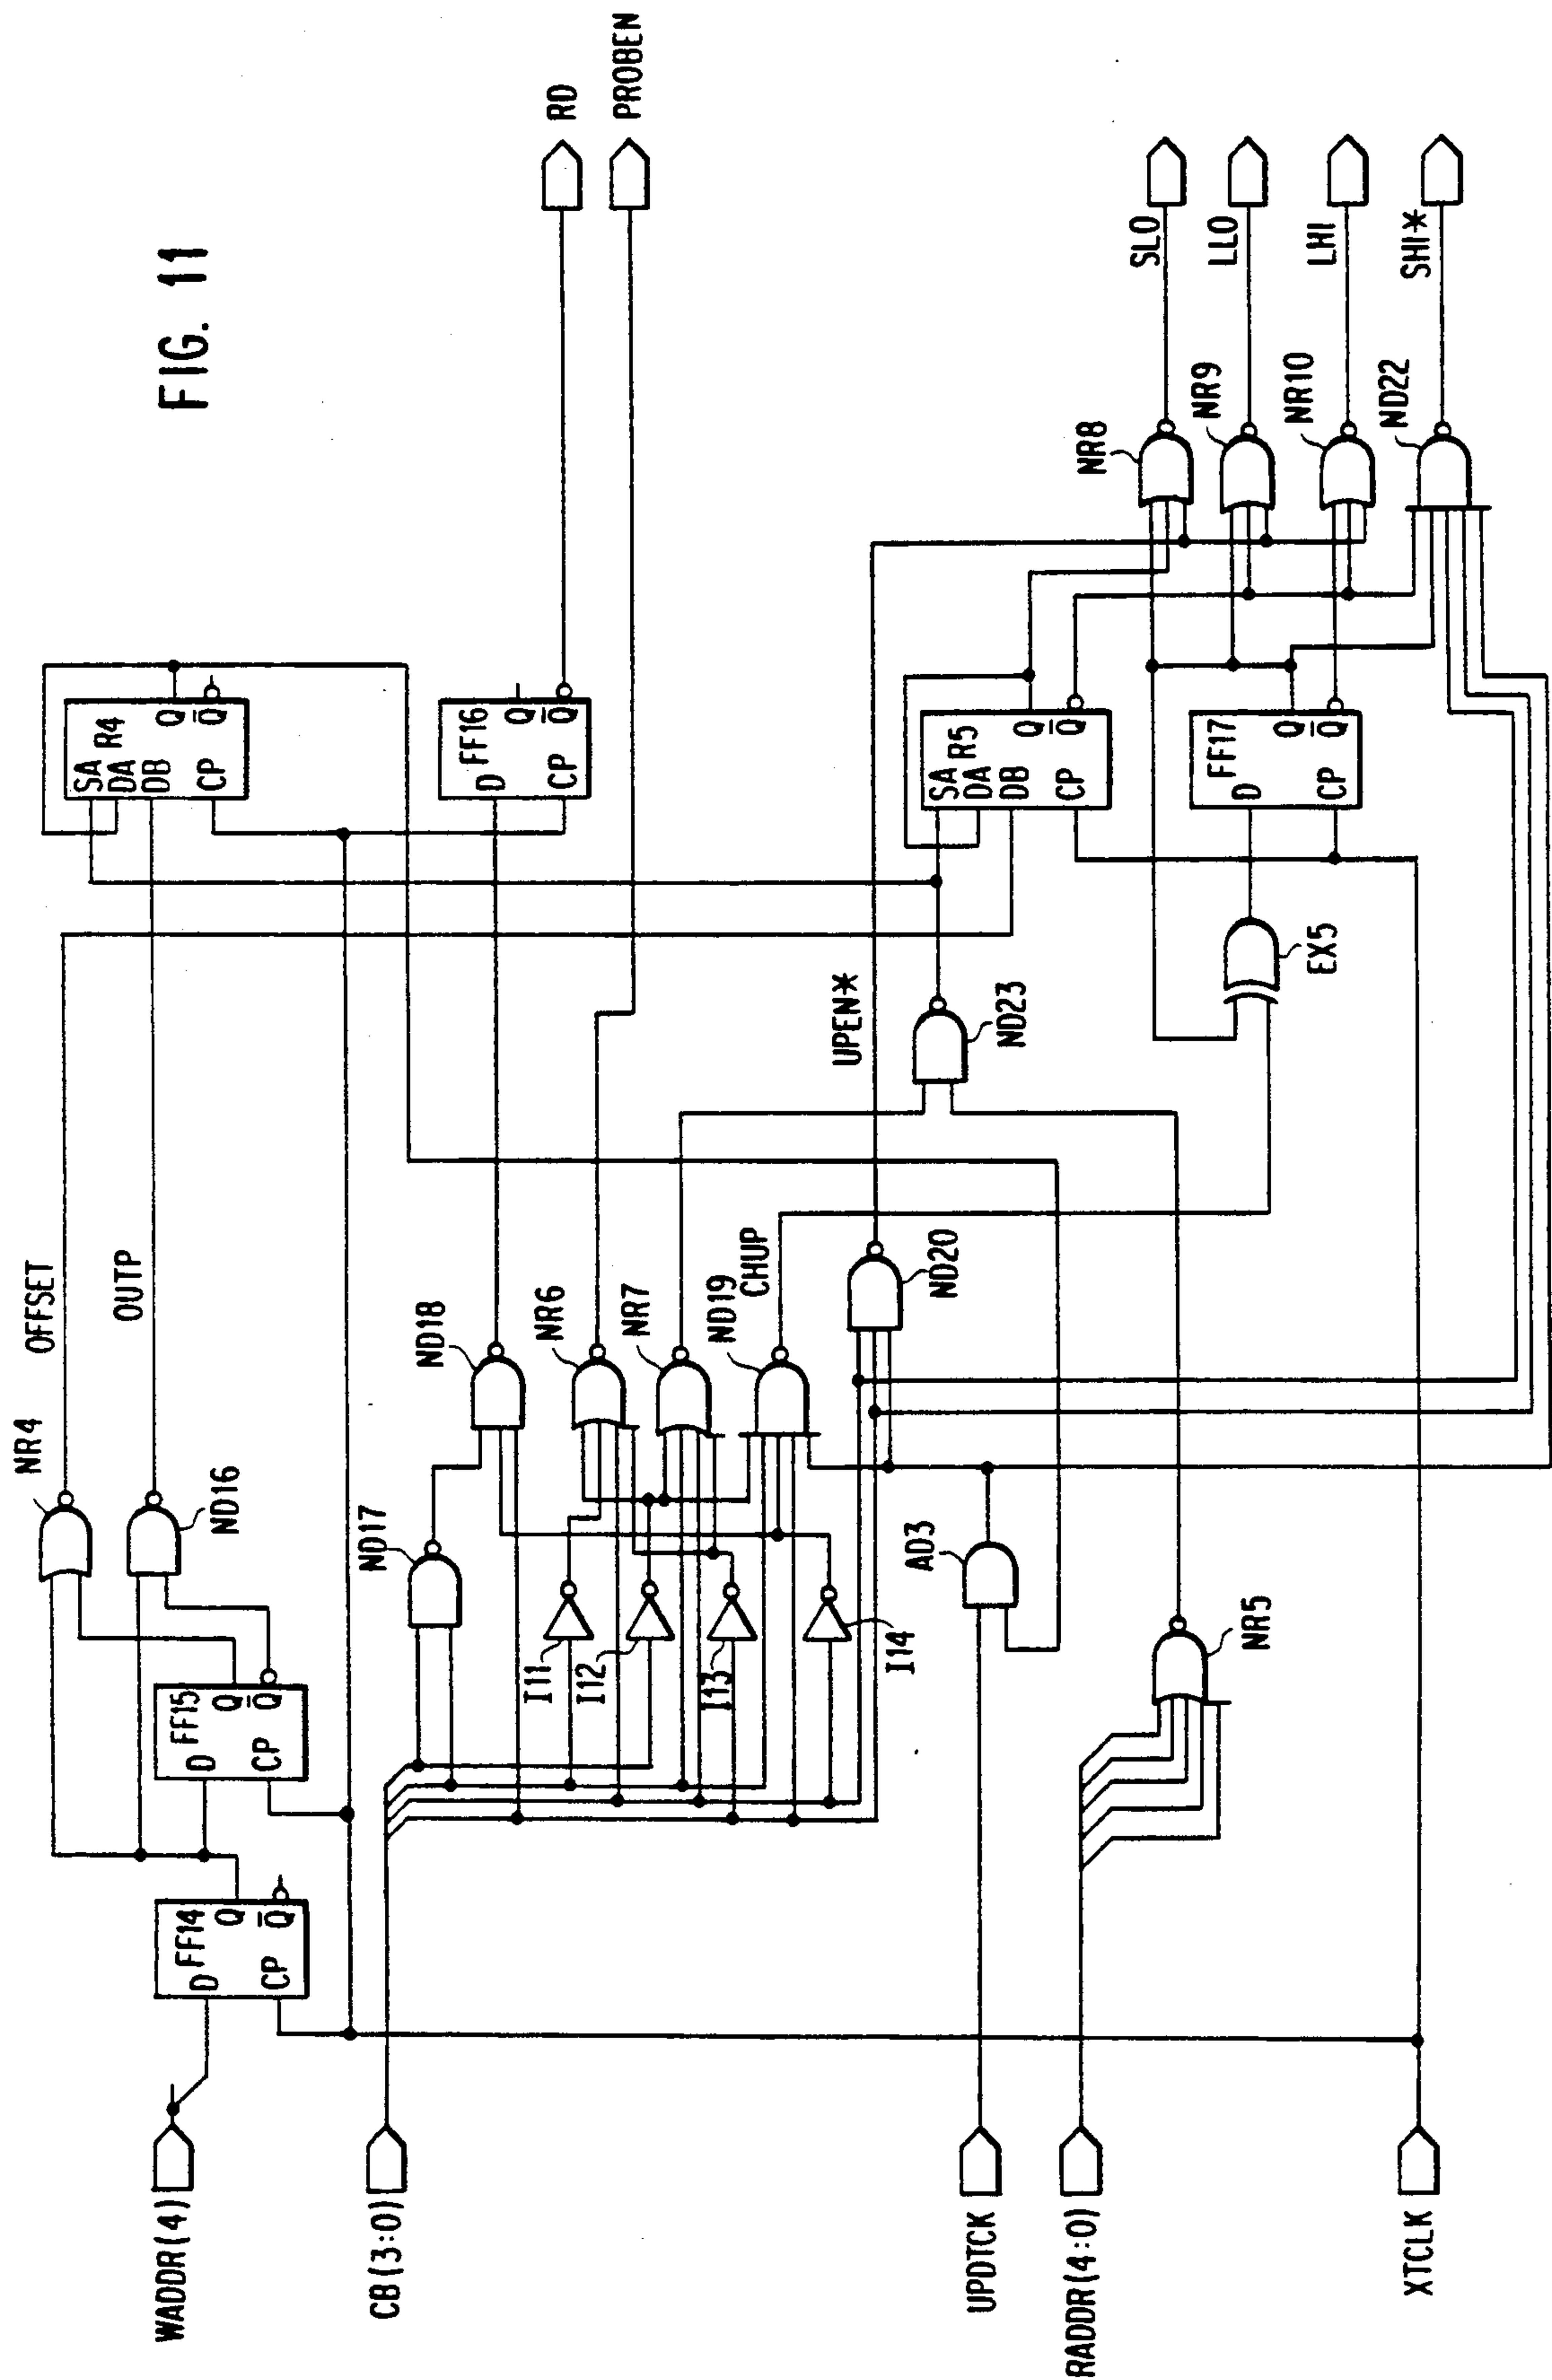 FIG. 11
WADDR(4)
CB(3:0)
UPDTCK
RADDR(4:0)
XTCLK
D
FF14
Q
CP
Q̅
D
FF15
Q
CP
Q̅
NR4
OFFSET
ND16
OUTP
SA
DA
R4
DB
Q
CP
Q̅
ND17
ND18
I11
I12
I13
I14
NR6
NR7
ND19
CHUP
ND20
AD3
NR5
UPEN*
ND23
EX5
D
FF16
Q
CP
Q̅
RD
PROBEN
SA
DA
R5
DB
Q
CP
Q̅
D
FF17
Q
CP
Q̅
NR8
NR9
NR10
ND22
SLO
LLO
LHI
SHI*